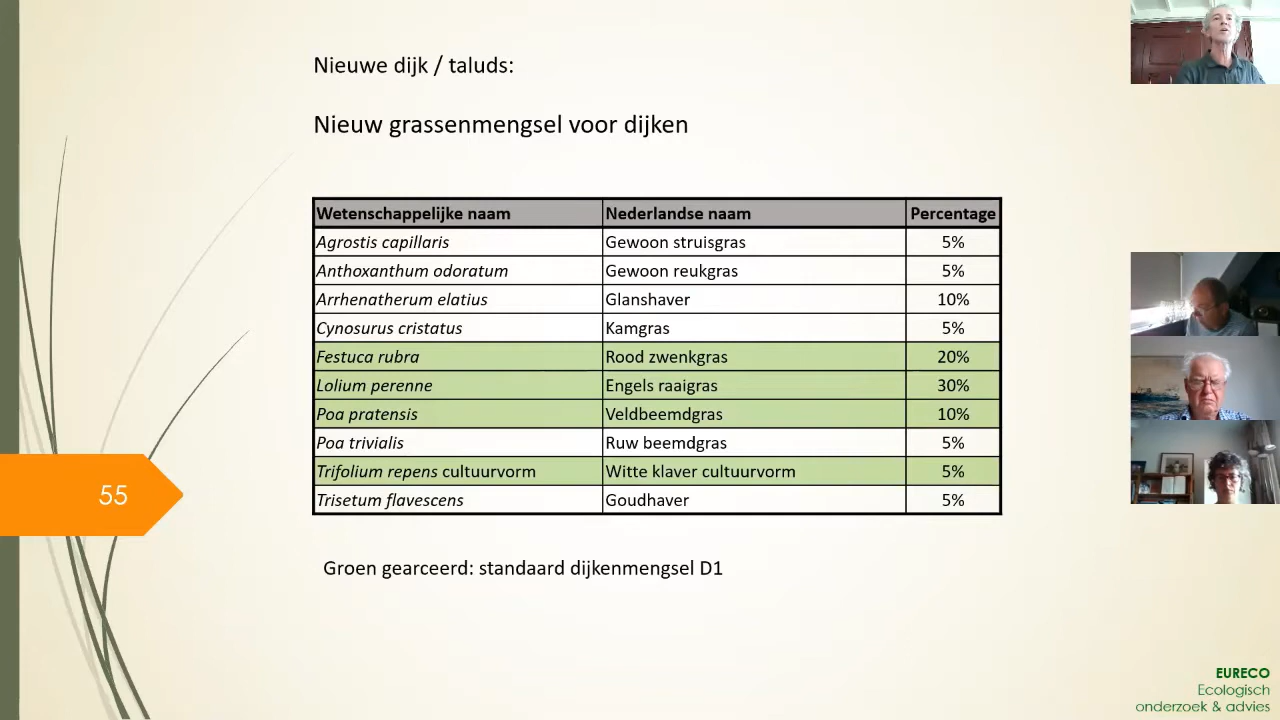 Nieuwe dijk / taluds:
Nieuw grassenmengsel voor dijken
Wetenschappelijke naam Nederlandse naam Percentage
Agrostis capillaris Gewoon struisgras 5%
Anthoxanthum odoratum Gewoon reukgras 5%
Arrhenatherum elatius Glanshaver 10%
Cynosurus cristatus Kamgras 5%
Festuca rubra Rood zwenkgras 20%
Lolium perenne Engels raaigras 30%
Poa pratensis Veldbeemdgras 10%
Poa trivialis Ruw beemdgras 5%
Trifolium repens cultuurvorm Witte klaver cultuurvorm 5%
Trisetum flavescens Goudhaver 5%
55
Groen gearceerd: standaard dijkenmengsel D1
EURECO
Ecologisch
onderzoek & advies